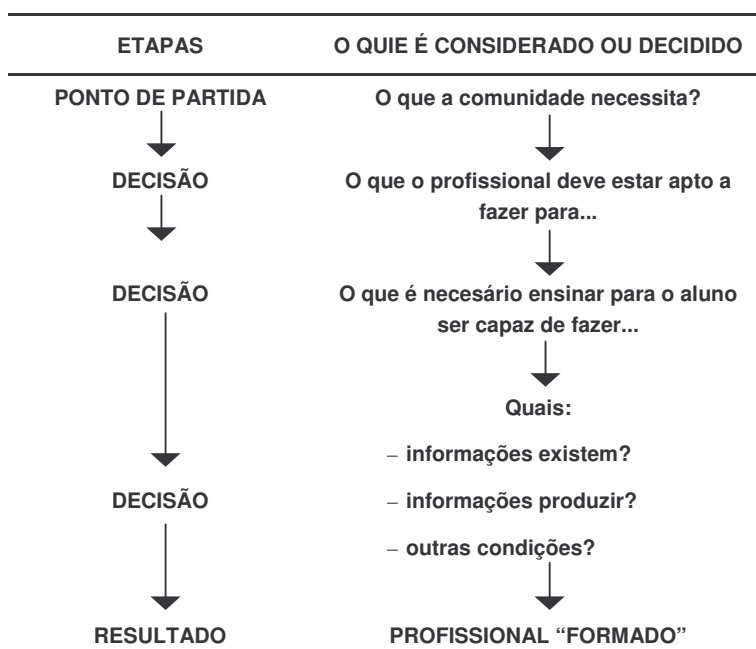 ETAPAS O QUIE É CONSIDERADO OU DECIDIDO
PONTO DE PARTIDA O que a comunidade necessita?
DECISÃO O que o profissional deve estar apto a
fazer para...
DECISÃO O que é necesário ensinar para o aluno
ser capaz de fazer...
Quais:
– informações existem?
DECISÃO – informações produzir?
– outras condições?
RESULTADO PROFISSIONAL “FORMADO”